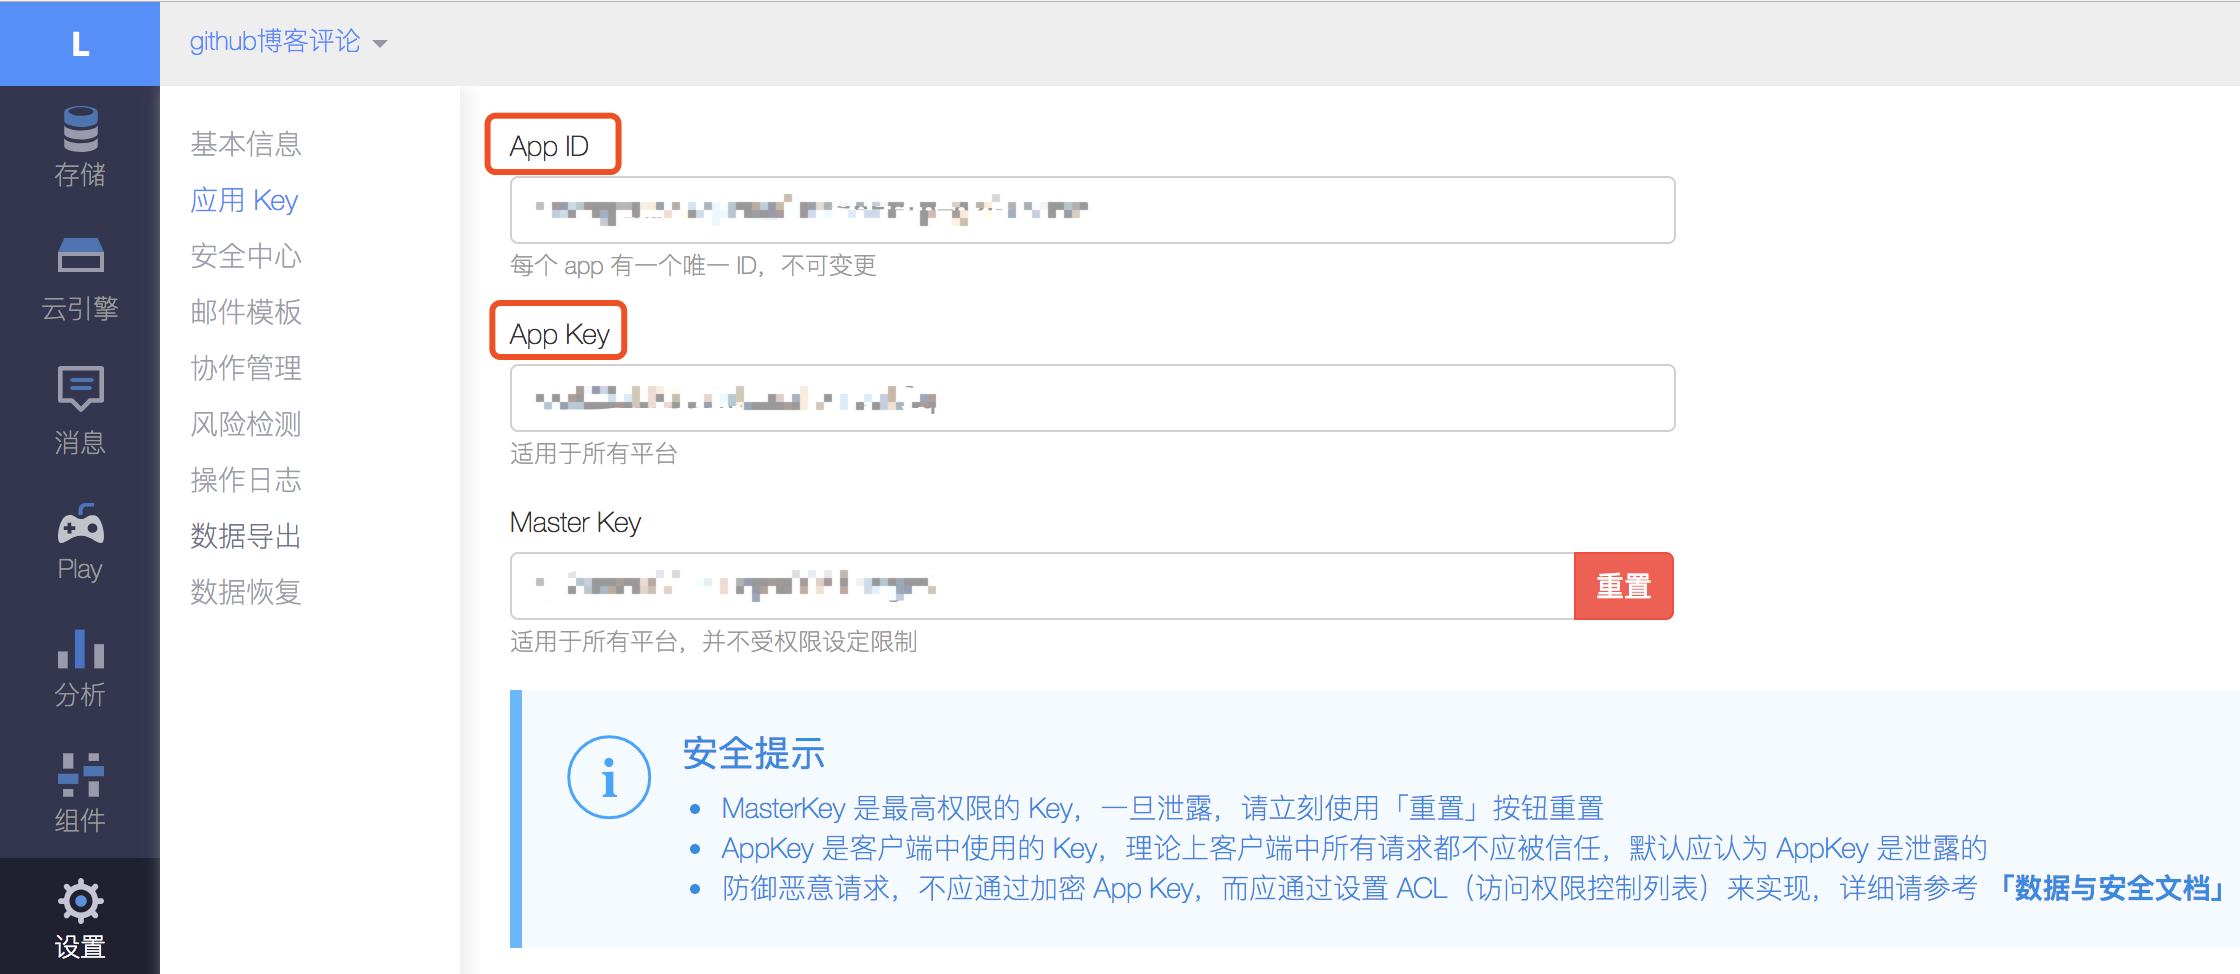 L
github博客评论
存储
云引擎
消息
Play
分析
组件
设置
基本信息
应用 Key
安全中心
邮件模板
协作管理
风险检测
操作日志
数据导出
数据恢复
App ID
每个 app 有一个唯一 ID，不可变更
App Key
适用于所有平台
Master Key
重置
适用于所有平台，并不受权限设定限制
安全提示
MasterKey 是最高权限的 Key，一旦泄露，请立刻使用「重置」按钮重置
AppKey 是客户端中使用的 Key，理论上客户端中所有请求都不应被信任，默认应认为 AppKey 是泄露的
防御恶意请求，不应通过加密 App Key，而应通过设置 ACL（访问权限控制列表）来实现，详细请参考 「数据与安全文档」